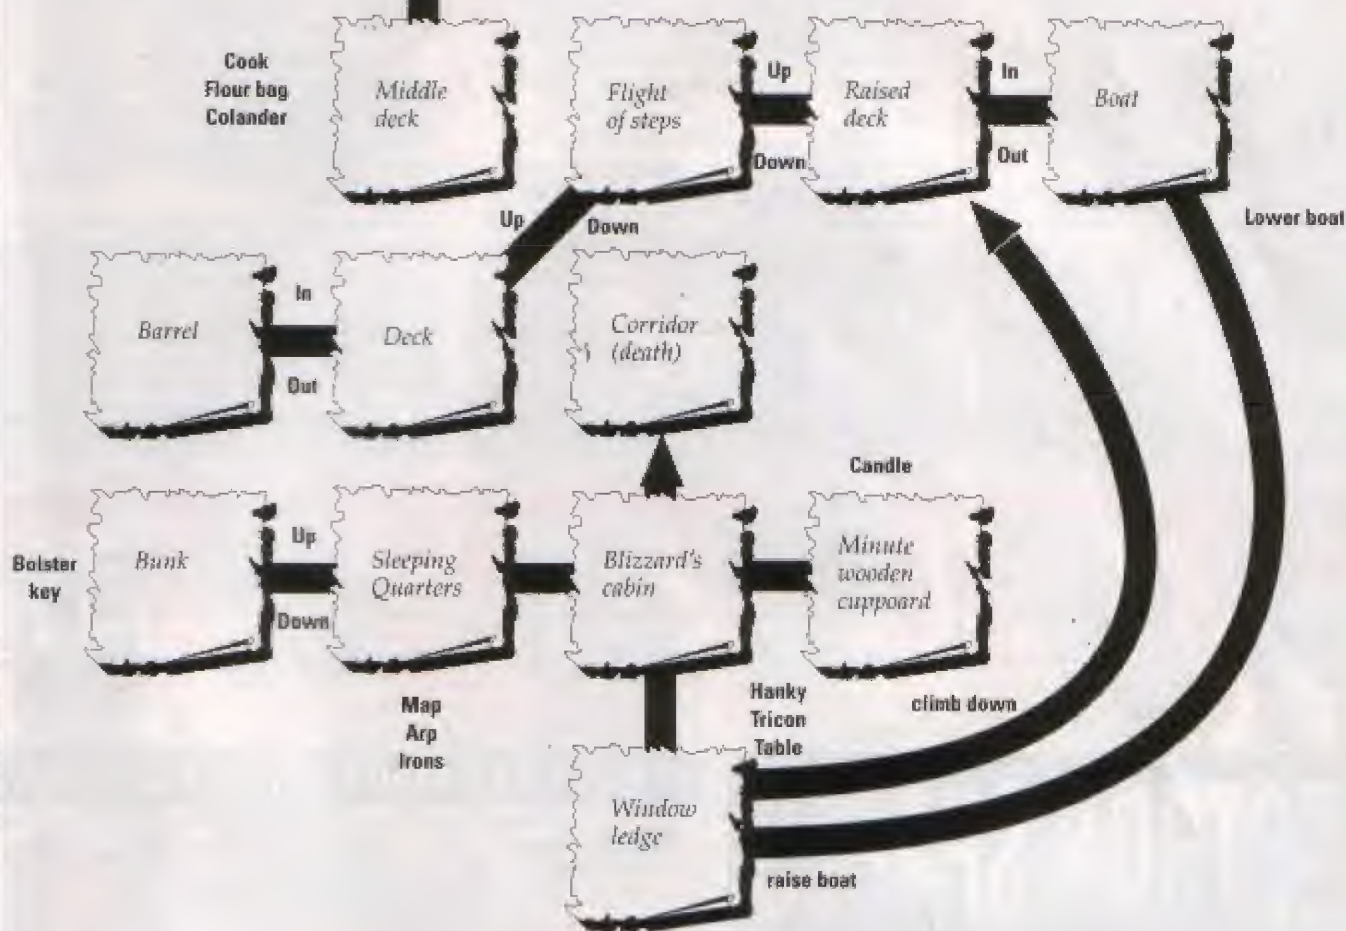 Cook
Flour bag
Colander
Middle
deck
Flight
of steps
Up
Down
Raised
deck
In
Out
Boat
Lower boat
Up
Down
Barrel
In
Out
Deck
Corridor
(death)
Candle
Bolster
key
Bunk
Up
Down
Sleeping
Quarters
Blizzard's
cabin
Minute
wooden
cuppoard
Map
Arp
Irons
Hanky
Tricon
Table
climb down
Window
ledge
raise boat